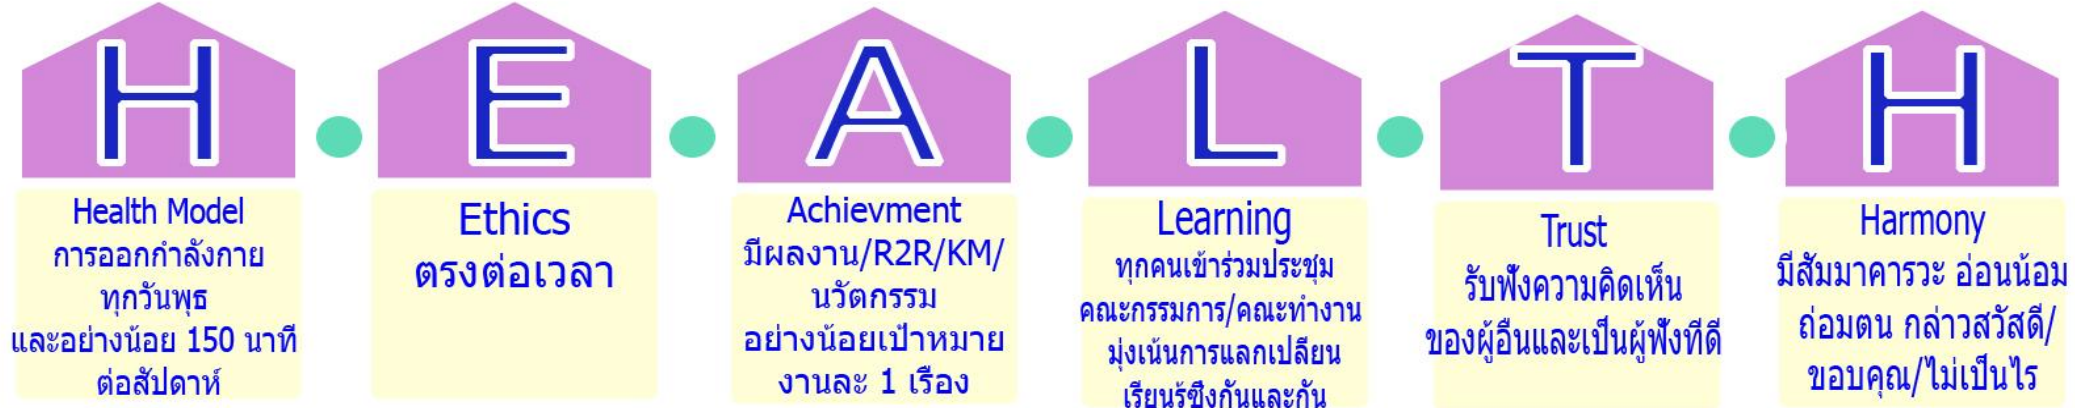 H
Health Model
การออกกำลังกาย
ทุกวันพุธ
และอย่างน้อย 150 นาที
ต่อสัปดาห์
E
Ethics
ตรงต่อเวลา
A
Achievment
มีผลงาน/R2R/KM/
นวัตกรรม
อย่างน้อยเป้าหมาย
งานละ 1 เรื่อง
L
Learning
ทุกคนเข้าร่วมประชุม
คณะกรรมการ/คณะทำงาน
มุ่งเน้นการแลกเปลี่ยน
เรียนรู้ซึ่งกันและกัน
T
Trust
รับฟังความคิดเห็น
ของผู้อื่นและเป็นผู้ฟังที่ดี
H
Harmony
มีสัมมาคารวะ อ่อนน้อม
ถ่อมตน กล่าวสวัสดี/
ขอบคุณ/ไม่เป็นไร